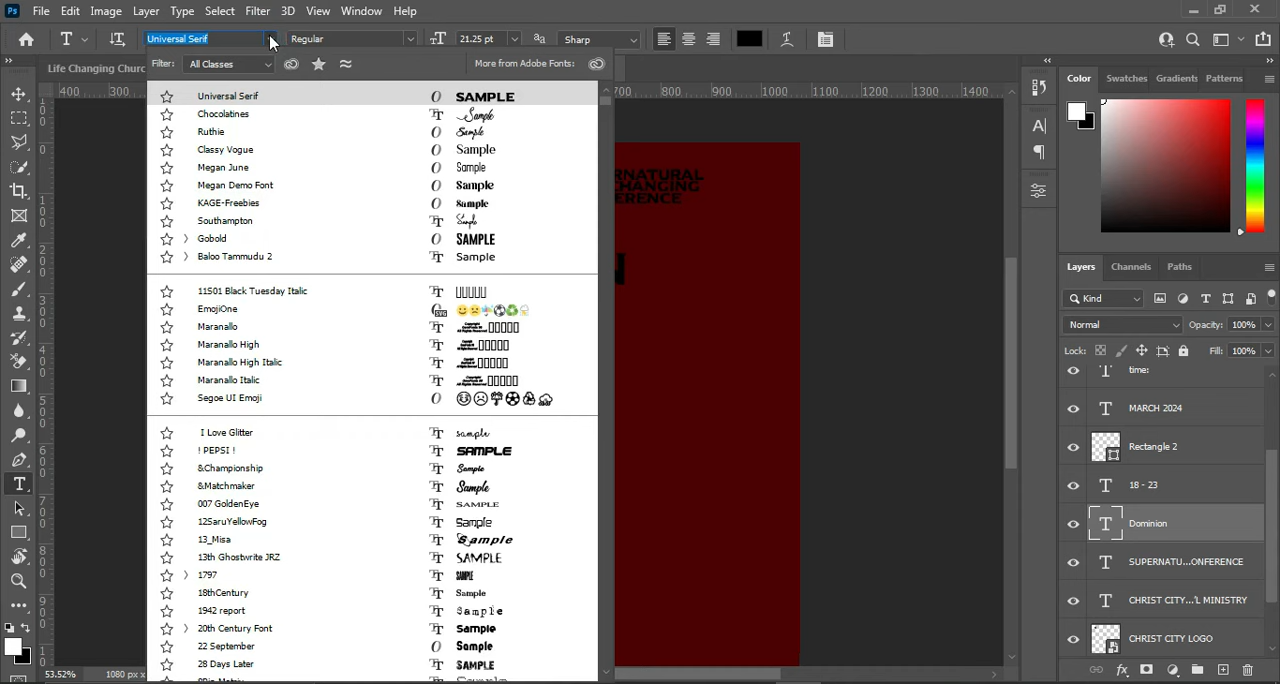 Ps File Edit Image Layer Type Select Filter 3D View Window Help
Universal Serif Regular 21.25 pt Sharp
Filter: All Classes More from Adobe Fonts:
Life Changing Churc
400 300 700 800 900 1000 1100 1200 1300 1400
Universal Serif SAMPLE
Chocolatines Sample
Ruthie Sample
Classy Vogue Sample
Megan June Sample
Megan Demo Font Sample
KAGE-Freebies Sample
Southampton Sample
Gobold SAMPLE
Baloo Tammudu 2 Sample
11S01 Black Tuesday Italic
EmojiOne
Maranallo
Maranallo High
Maranallo High Italic
Maranallo Italic
Segoe UI Emoji
I Love Glitter sample
! PEPSI ! SAMPLE
&Championship Sample
&Matchmaker Sample
007 GoldenEye SAMPLE
12SaruYellowFog Sample
13_Misa Sample
13th Ghostwrite JRZ SAMPLE
1797 SAMPLE
18thCentury Sample
1942 report Sample
20th Century Font Sample
22 September Sample
28 Days Later SAMPLE
RNATURAL
CHANGING
ERENCE
N
Color Swatches Gradients Patterns
Layers Channels Paths
Kind
Normal Opacity: 100%
Lock: Fill: 100%
time:
MARCH 2024
Rectangle 2
18 - 23
Dominion
SUPERNATU...ONFERENCE
CHRIST CITY...'L MINISTRY
CHRIST CITY LOGO
53.52% 1080 px x